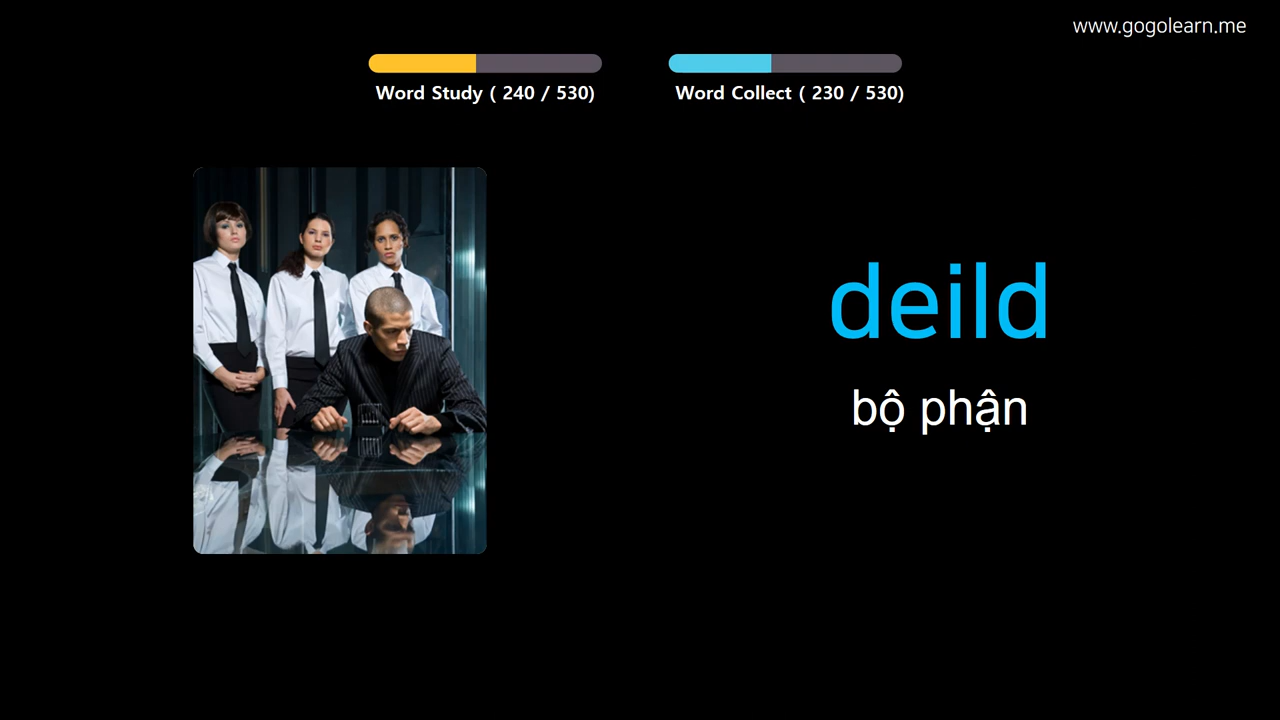 www.gogolearn.me
Word Study ( 240 / 530)
Word Collect ( 230 / 530)
deild
bộ phận